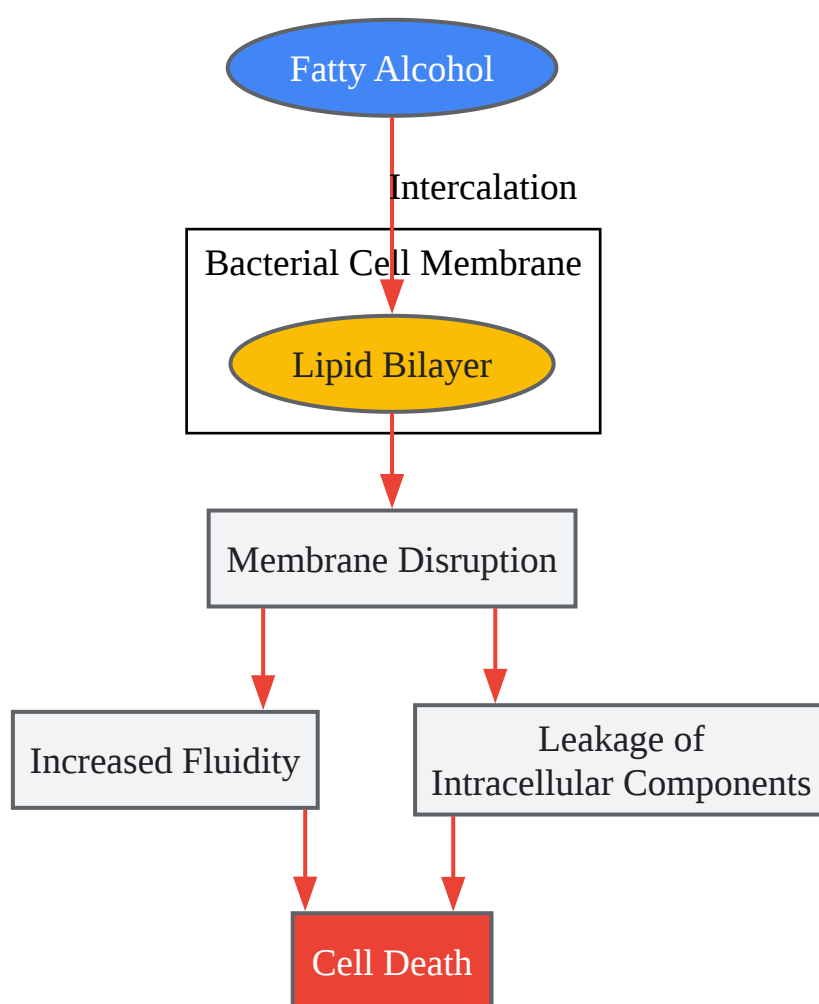 Fatty Alcohol
Intercalation
Bacterial Cell Membrane
Lipid Bilayer
Membrane Disruption
Increased Fluidity
Leakage of
Intracellular Components
Cell Death